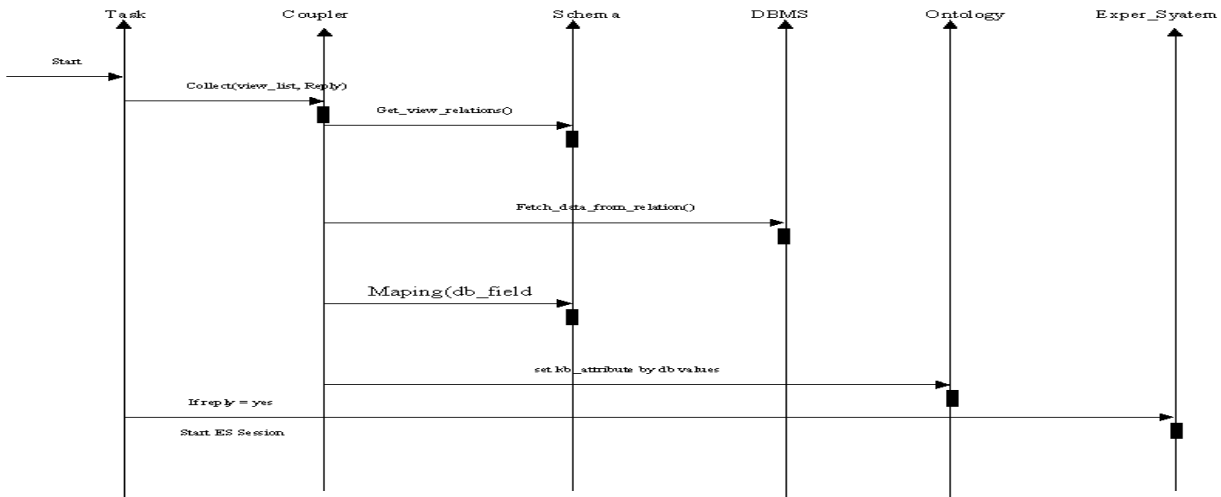 Task Coupler Schema DBMS Ontology Exper_Syatem
Start
Collect(view_list, Reply)
Get_view_relations()
Fetch_data_from_relation()
Maping(db_field
set kb_attribute by db values
If reply = yes
Start ES Session